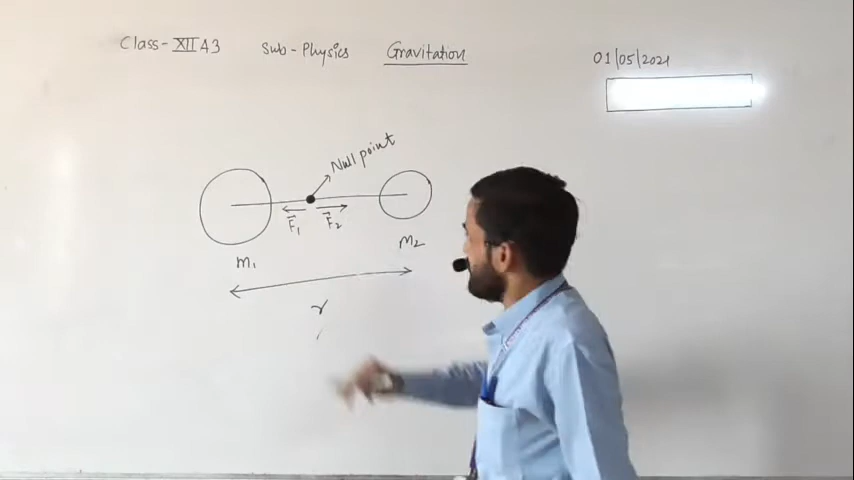 Class-XII A3 Sub-Physics Gravitation 01/05/2021
Null point
F₁ F₂
m₁ m₂
r